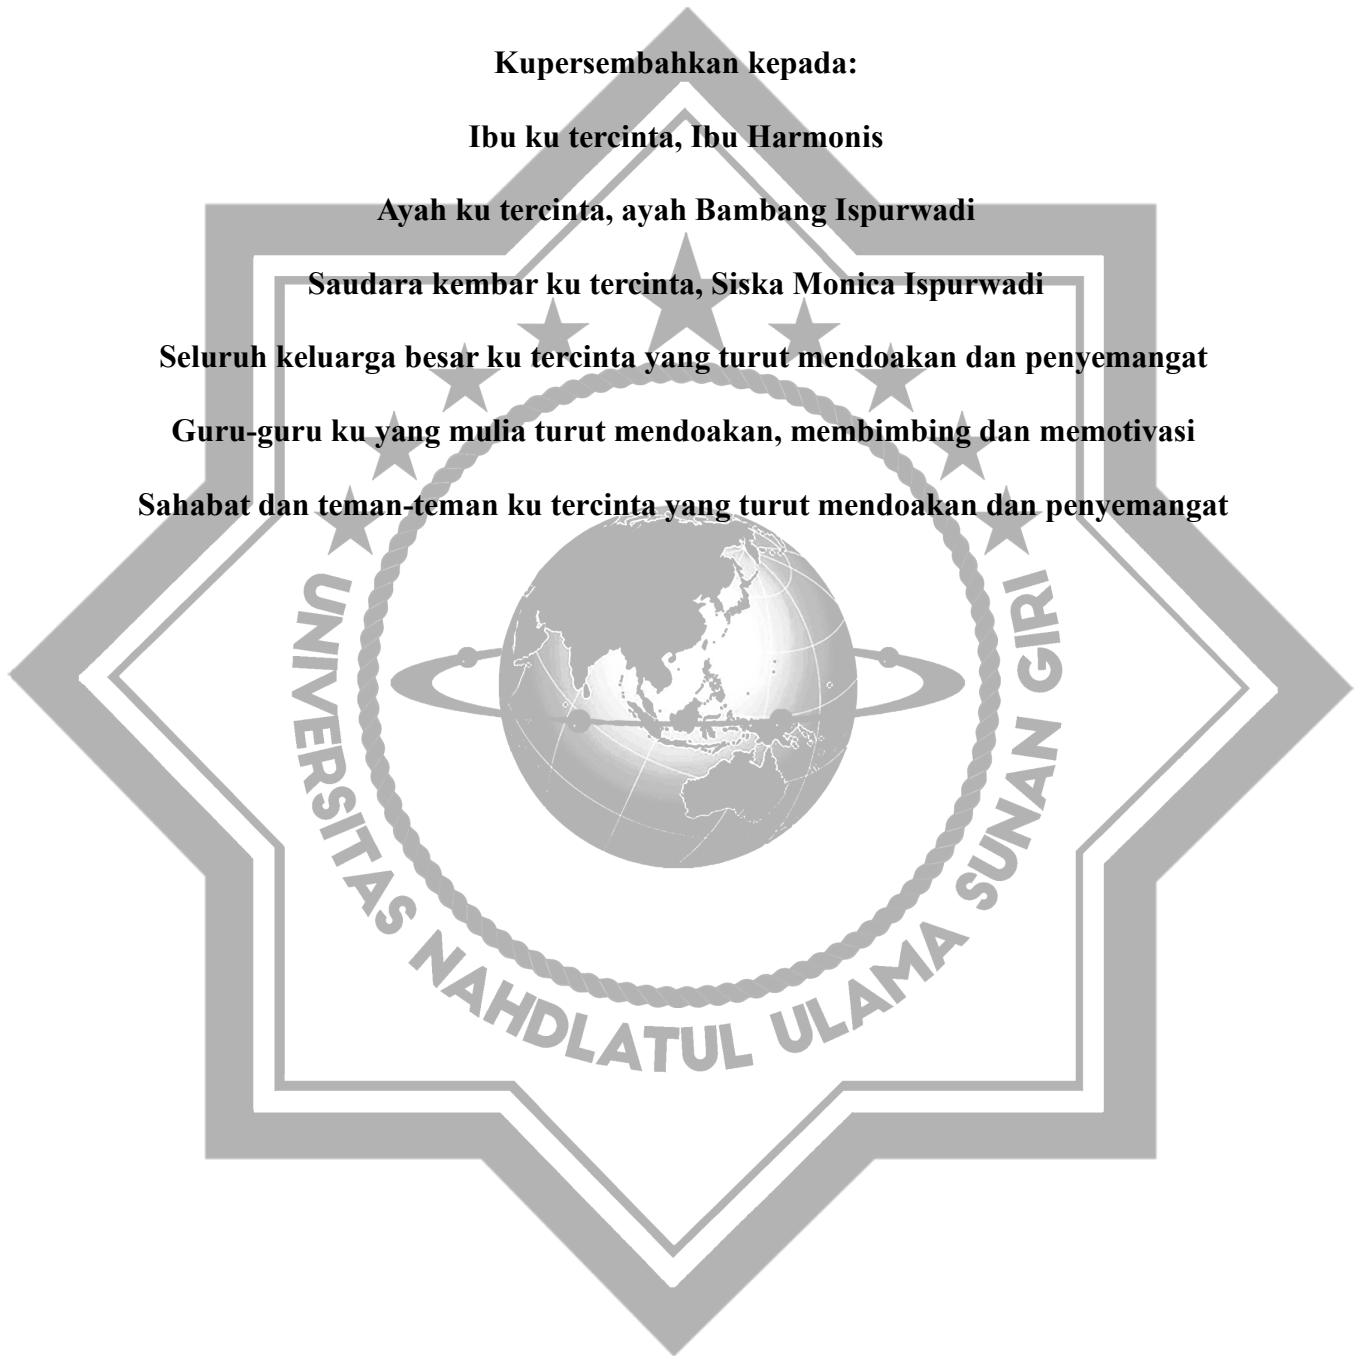 Kupersembahkan kepada:
Ibu ku tercinta, Ibu Harmonis
Ayah ku tercinta, ayah Bambang Ispurwadi
Saudara kembar ku tercinta, Siska Monica Ispurwadi
Seluruh keluarga besar ku tercinta yang turut mendoakan dan penyemangat
Guru-guru ku yang mulia turut mendoakan, membimbing dan memotivasi
Sahabat dan teman-teman ku tercinta yang turut mendoakan dan penyemangat
UNIVERSITAS NAHDLATUL ULAMA SUNAN GIRI